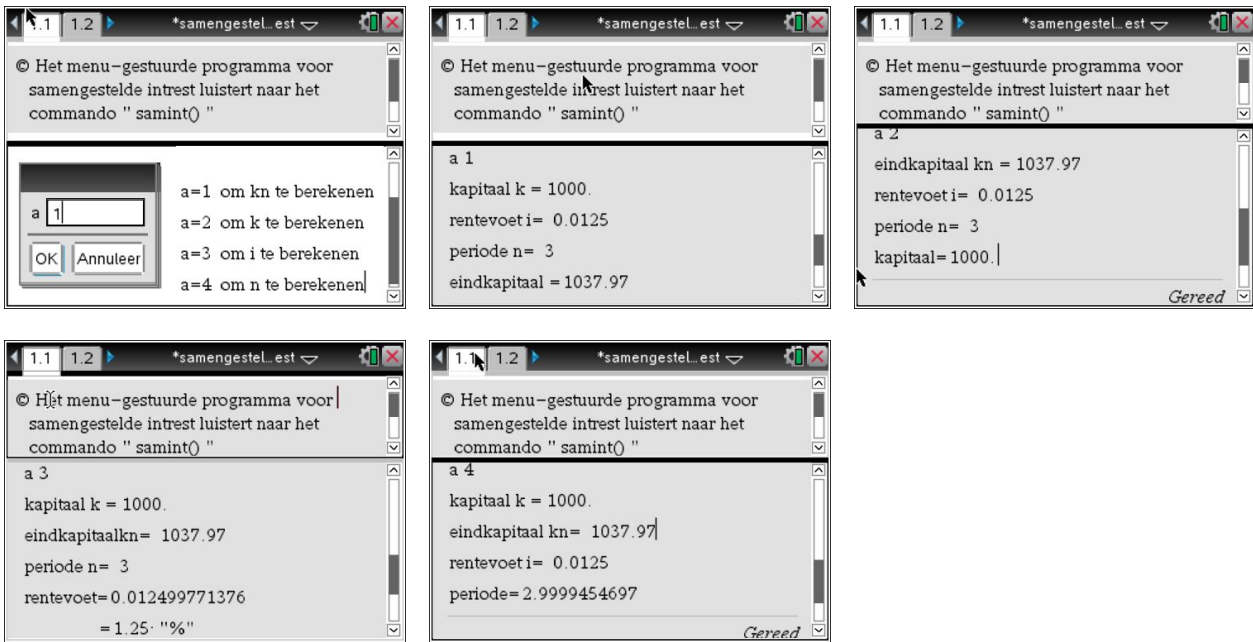 1.1 1.2 *samengestel...est
© Het menu-gestuurde programma voor
samengestelde intrest luistert naar het
commando " samint() "
a 1
OK Annuleer
a=1 om kn te berekenen
a=2 om k te berekenen
a=3 om i te berekenen
a=4 om n te berekenen
1.1 1.2 *samengestel...est
© Het menu-gestuurde programma voor
samengestelde intrest luistert naar het
commando " samint() "
a 1
kapitaal k = 1000.
rentevoet i= 0.0125
periode n= 3
eindkapitaal =1037.97
1.1 1.2 *samengestel...est
© Het menu-gestuurde programma voor
samengestelde intrest luistert naar het
commando " samint() "
a 2
eindkapitaal kn = 1037.97
rentevoet i= 0.0125
periode n= 3
kapitaal=1000.
Gereed
1.1 1.2 *samengestel...est
© Het menu-gestuurde programma voor
samengestelde intrest luistert naar het
commando " samint() "
a 3
kapitaal k = 1000.
eindkapitaalkn= 1037.97
periode n= 3
rentevoet=0.012499771376
=1.25· "%"
1.1 1.2 *samengestel...est
© Het menu-gestuurde programma voor
samengestelde intrest luistert naar het
commando " samint() "
a 4
kapitaal k = 1000.
eindkapitaal kn= 1037.97
rentevoet i= 0.0125
periode=2.9999454697
Gereed